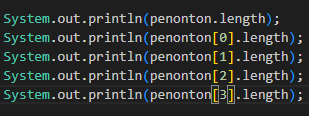 System.out.println(penonton.length);
System.out.println(penonton[0].length);
System.out.println(penonton[1].length);
System.out.println(penonton[2].length);
System.out.println(penonton[3].length);